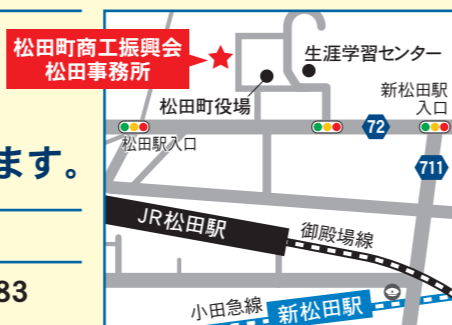 松田町商工振興会
松田事務所
生涯学習センター
松田町役場
新松田駅
入口
72
松田駅入口
711
ます。
JR松田駅
御殿場線
83
小田急線
新松田駅